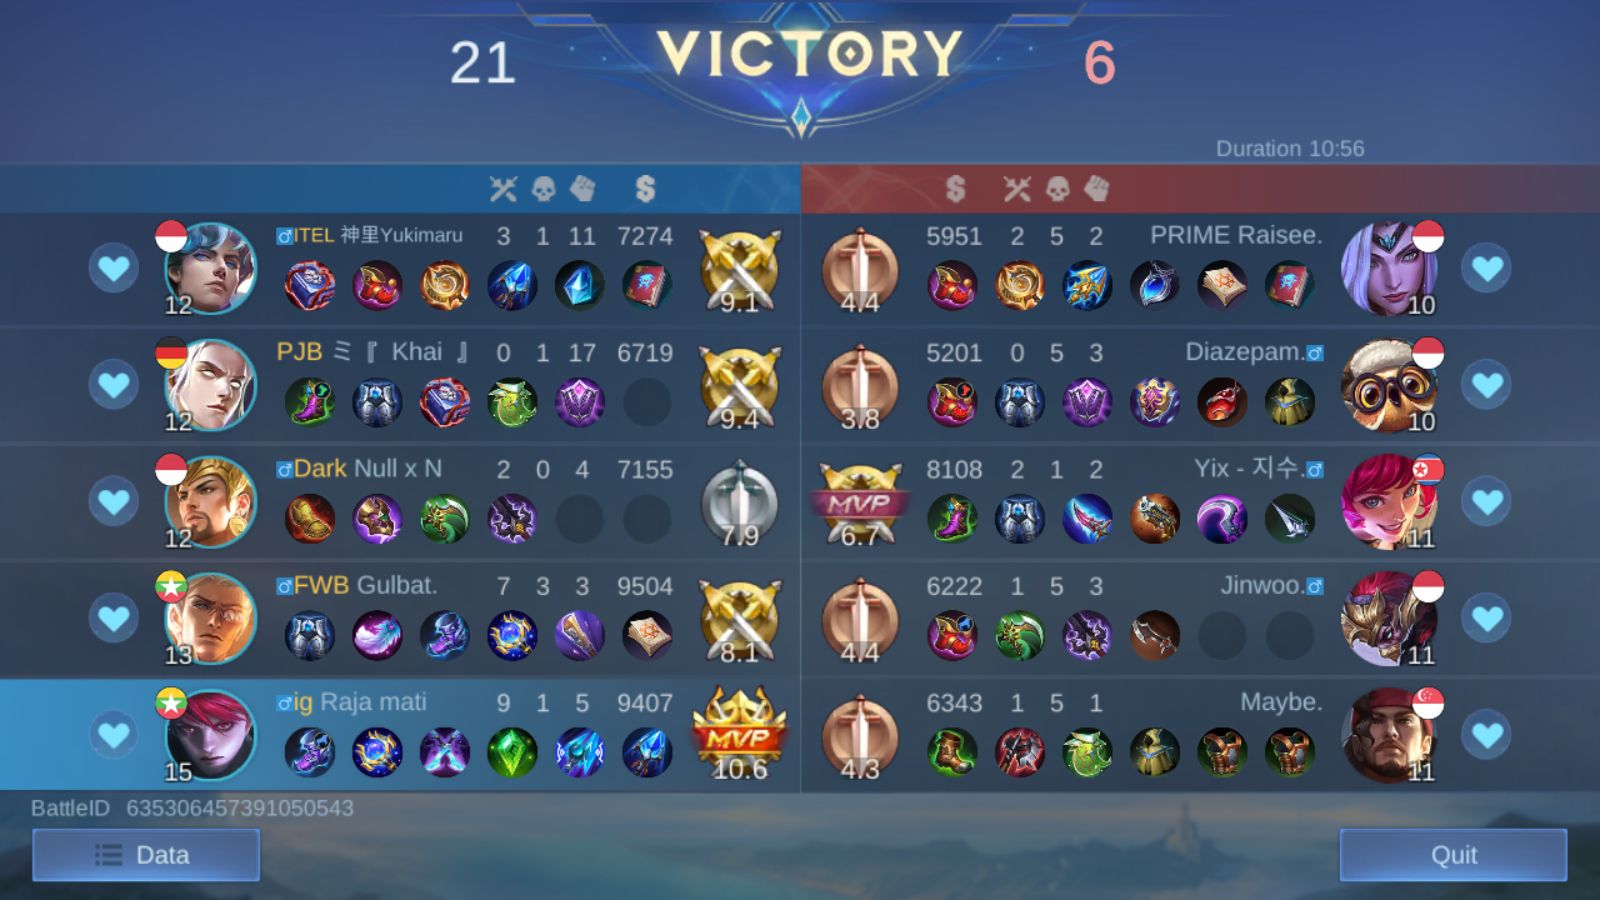 21 VICTORY 6
Duration 10:56
ITEL 神里Yukimaru 3 1 11 7274 9.1
12
4.4 5951 2 5 2 PRIME Raisee.
10
PJB ミ『 Khai 』 0 1 17 6719 9.4
12
3.8 5201 0 5 3 Diazepam.
10
Dark Null x N 2 0 4 7155 7.9
12
MVP 6.7 8108 2 1 2 Yix - 지수.
11
FWB Gulbat. 7 3 3 9504 8.1
13
4.4 6222 1 5 3 Jinwoo.
11
ig Raja mati 9 1 5 9407 MVP 10.6
15
4.3 6343 1 5 1 Maybe.
11
BattleID 635306457391050543
Data
Quit